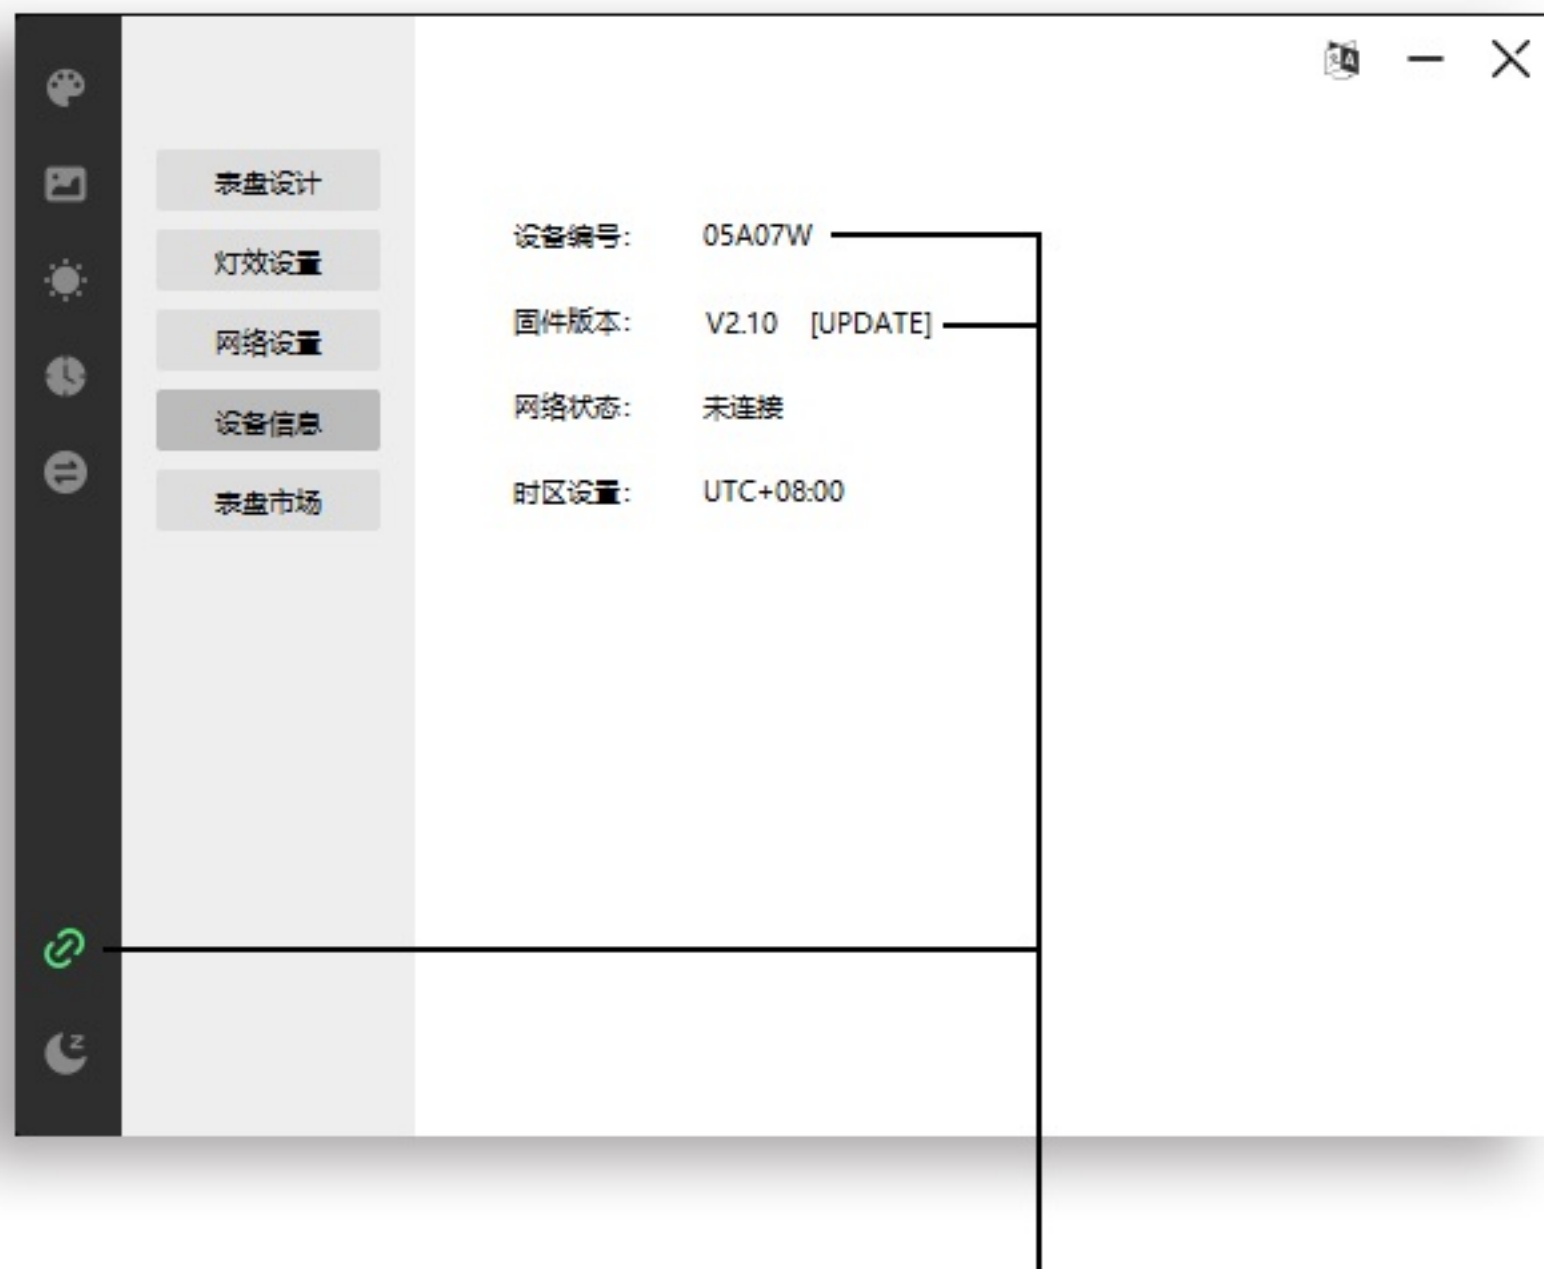 表盘设计
灯效设置
网络设置
设备信息
表盘市场
设备编号: 05A07W
固件版本: V2.10 [UPDATE]
网络状态: 未连接
时区设置: UTC+08:00